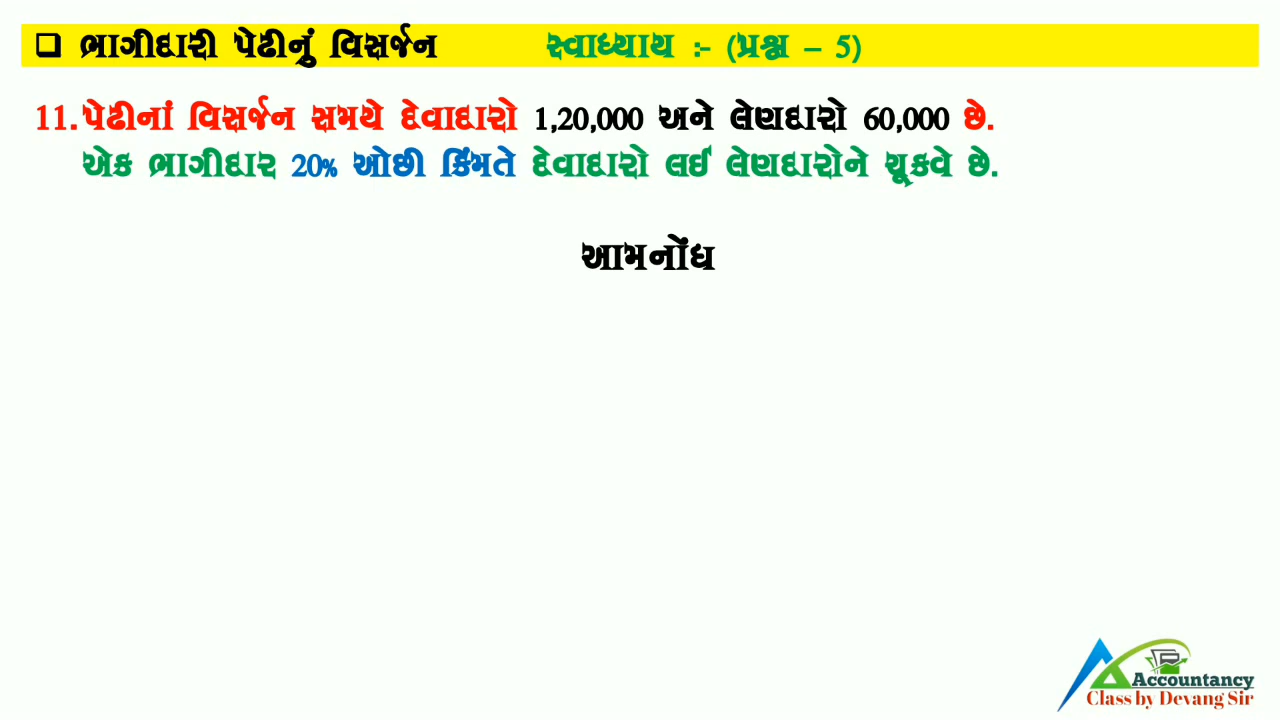 ❑ ભાગીદારી પેઢીનું વિસર્જન સ્વાધ્યાય :- (પ્રશ્ન – 5)
11. પેઢીનાં વિસર્જન સમયે દેવાદારો 1,20,000 અને લેણદારો 60,000 છે.
એક ભાગીદાર 20% ઓછી કિંમતે દેવાદારો લઈ લેણદારોને ચૂકવે છે.
આમનોંધ
Accountancy
Class by Devang Sir